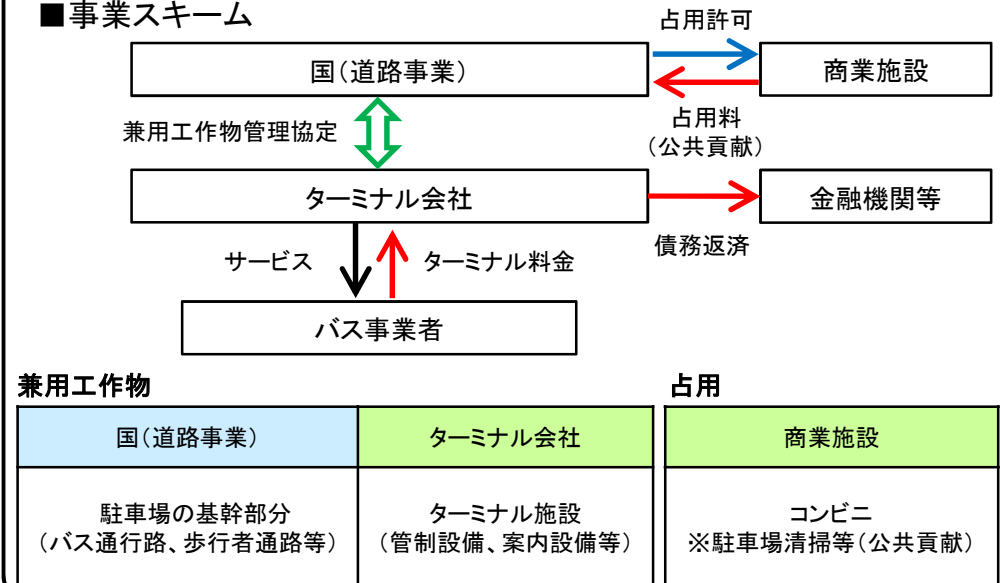 ■事業スキーム
占用許可
国(道路事業)
商業施設
兼用工作物管理協定
占用料
(公共貢献)
ターミナル会社
金融機関等
債務返済
サービス
ターミナル料金
バス事業者
兼用工作物
占用
国(道路事業)
ターミナル会社
商業施設
駐車場の基幹部分
(バス通行路、歩行者通路等)
ターミナル施設
(管制設備、案内設備等)
コンビニ
※駐車場清掃等(公共貢献)